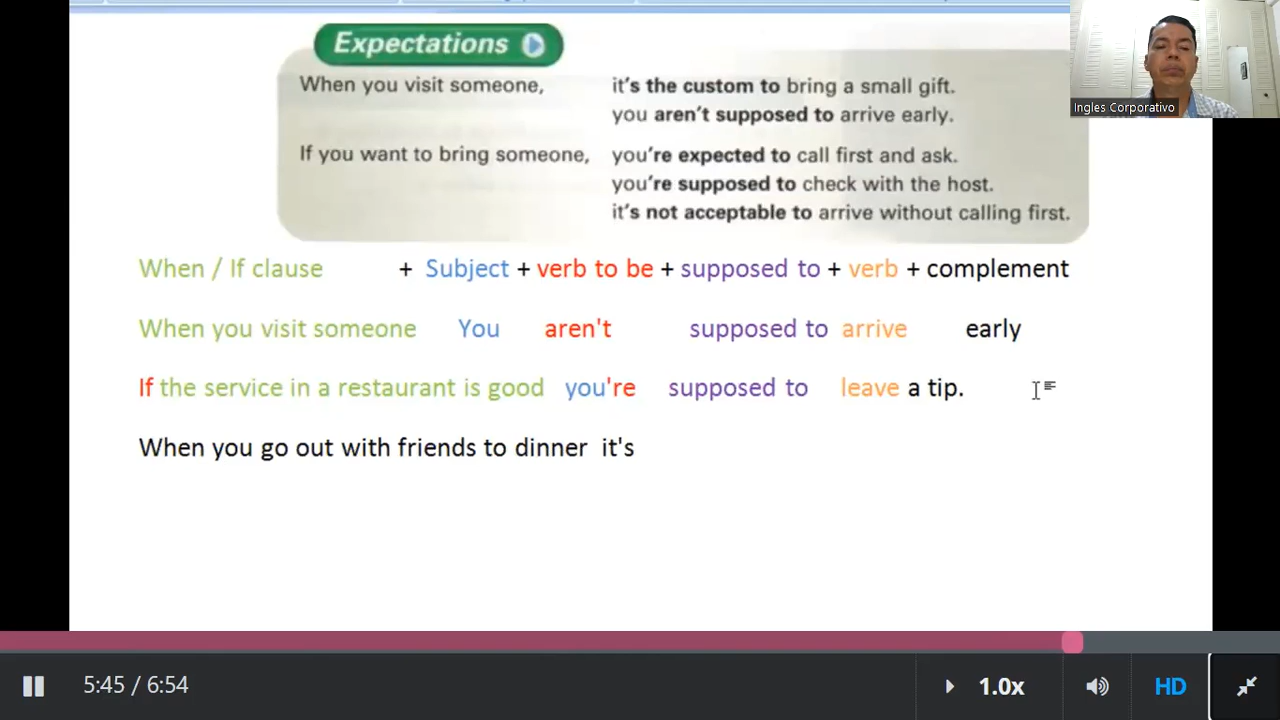 Expectations
When you visit someone, it's the custom to bring a small gift.
you aren't supposed to arrive early.
If you want to bring someone, you're expected to call first and ask.
you're supposed to check with the host.
it's not acceptable to arrive without calling first.
Ingles Corporativo
When / If clause + Subject + verb to be + supposed to + verb + complement
When you visit someone You aren't supposed to arrive early
If the service in a restaurant is good you're supposed to leave a tip.
When you go out with friends to dinner it's
5:45 / 6:54 1.0x HD